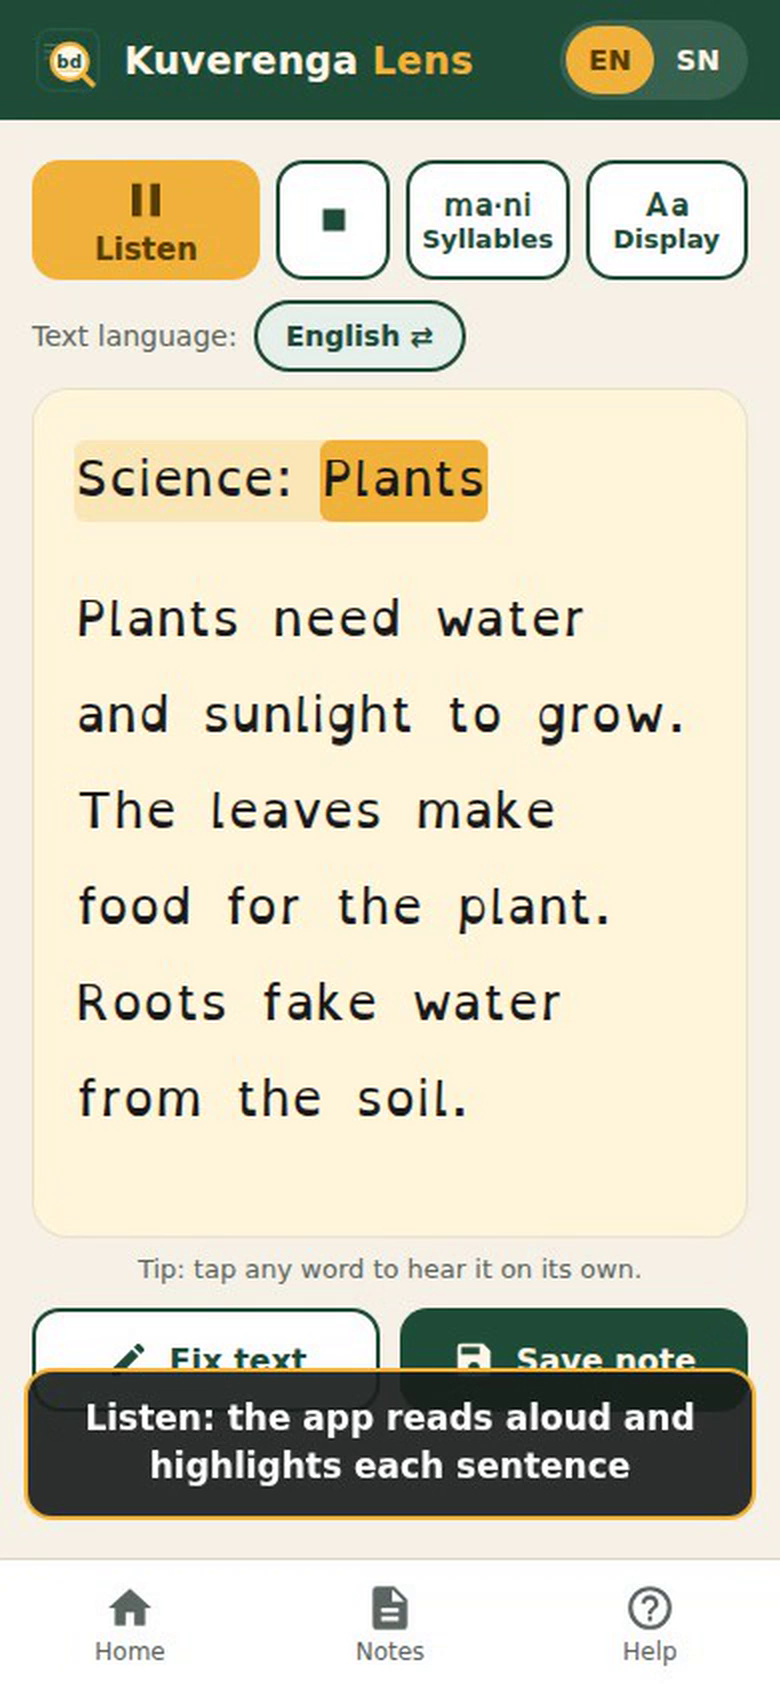 bd
Kuverenga Lens
EN SN
Listen
ma·ni
Syllables
Aa
Display
Text language: English ⇄
Science: Plants
Plants need water
and sunlight to grow.
The leaves make
food for the plant.
Roots fake water
from the soil.
Tip: tap any word to hear it on its own.
Fix text
Save note
Listen: the app reads aloud and
highlights each sentence
Home
Notes
Help